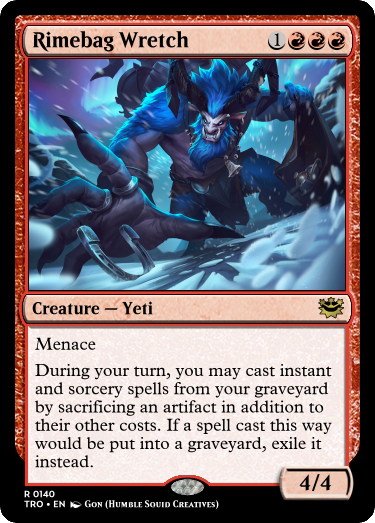 Rimebag Wretch 1
Creature — Yeti
Menace
During your turn, you may cast instant
and sorcery spells from your graveyard
by sacrificing an artifact in addition to
their other costs. If a spell cast this way
would be put into a graveyard, exile it
instead.
4/4
R 0140
TRO • EN Gon (Humble Squid Creatives)